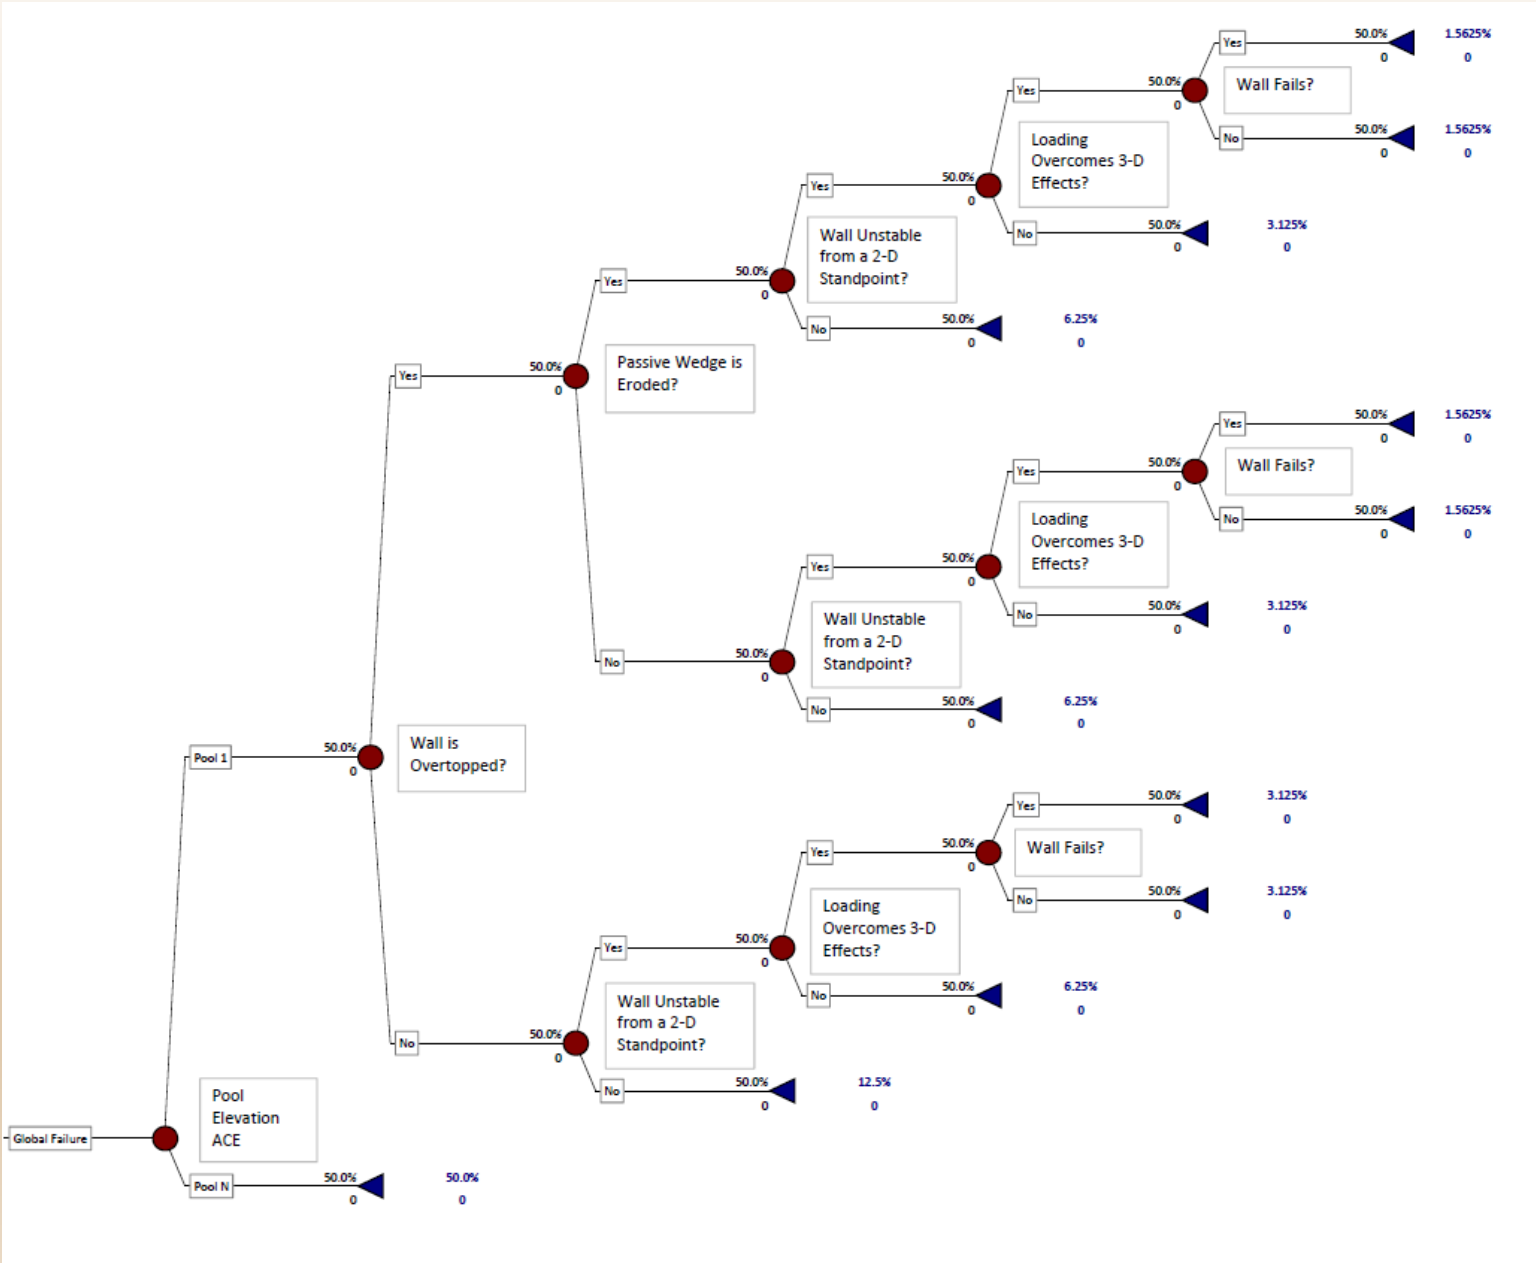 50.0%
1.5625%
Yes
0
0
Wall Fails?
50.0%
Yes
0
50.0%
1.5625%
No
0
0
Loading
Overcomes 3-D
Effects?
50.0%
Yes
0
50.0%
3.125%
No
0
0
Wall Unstable
from a 2-D
Standpoint?
50.0%
Yes
0
50.0%
6.25%
No
0
0
Passive Wedge is
Eroded?
50.0%
Yes
0
50.0%
1.5625%
Yes
0
0
Wall Fails?
50.0%
Yes
0
50.0%
1.5625%
No
0
0
Loading
Overcomes 3-D
Effects?
50.0%
Yes
0
50.0%
3.125%
No
0
0
Wall Unstable
from a 2-D
Standpoint?
50.0%
No
0
50.0%
6.25%
No
0
0
Wall is
Overtopped?
50.0%
Pool 1
0
50.0%
3.125%
Yes
0
0
Wall Fails?
50.0%
Yes
0
50.0%
3.125%
No
0
0
Loading
Overcomes 3-D
Effects?
50.0%
Yes
0
50.0%
6.25%
No
0
0
Wall Unstable
from a 2-D
Standpoint?
50.0%
No
0
50.0%
12.5%
No
0
0
Pool
Elevation
ACE
Global Failure
50.0%
50.0%
Pool N
0
0